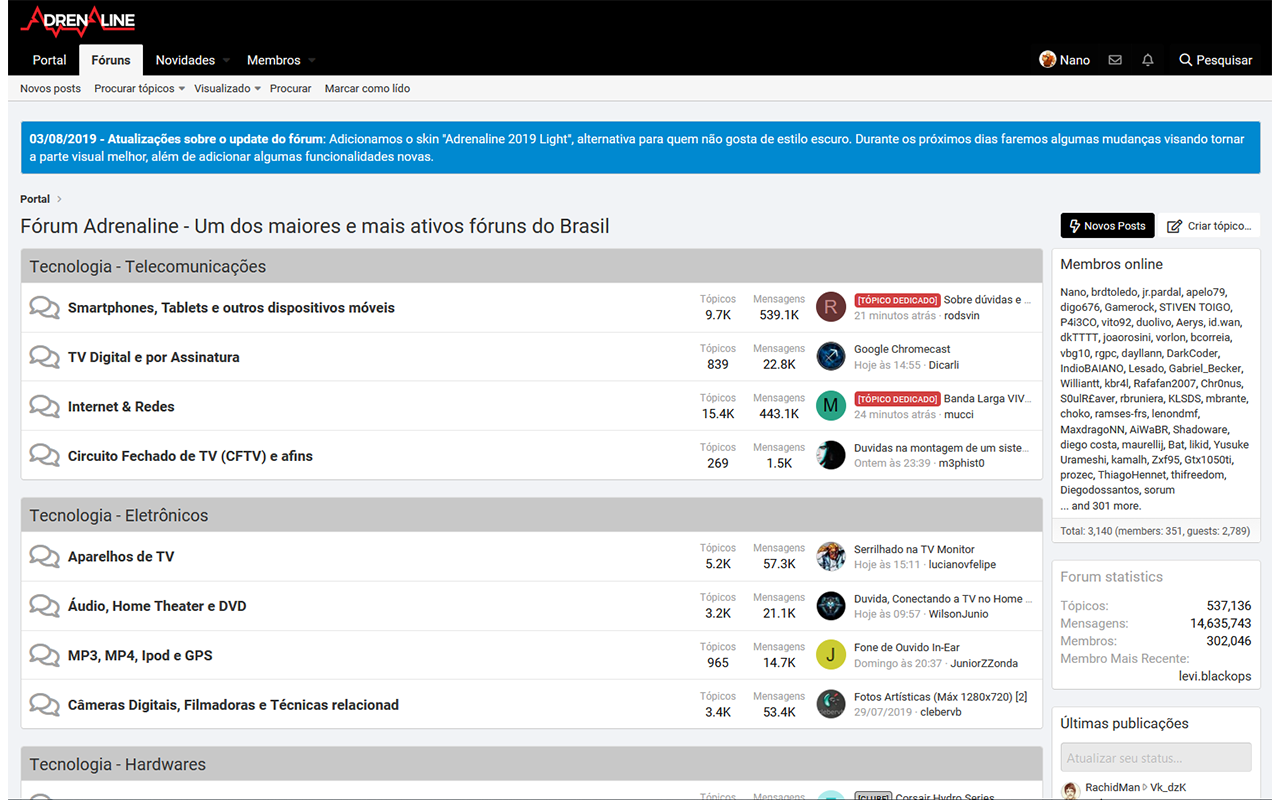 ADRENALINE
Portal
Fóruns
Novidades
Membros
Nano
Pesquisar
Novos posts
Procurar tópicos
Visualizado
Procurar
Marcar como lído
03/08/2019 - Atualizações sobre o update do fórum: Adicionamos o skin "Adrenaline 2019 Light", alternativa para quem não gosta de estilo escuro. Durante os próximos dias faremos algumas mudanças visando tornar
a parte visual melhor, além de adicionar algumas funcionalidades novas.
Portal
Fórum Adrenaline - Um dos maiores e mais ativos fóruns do Brasil
Novos Posts
Criar tópico...
Tecnologia - Telecomunicações
Smartphones, Tablets e outros dispositivos móveis
Tópicos
9.7K
Mensagens
539.1K
R
[TÓPICO DEDICADO] Sobre dúvidas e ...
21 minutos atrás · rodsvin
TV Digital e por Assinatura
Tópicos
839
Mensagens
22.8K
Google Chromecast
Hoje às 14:55 · Dicarli
Internet & Redes
Tópicos
15.4K
Mensagens
443.1K
M
[TÓPICO DEDICADO] Banda Larga VIV...
24 minutos atrás · mucci
Circuito Fechado de TV (CFTV) e afins
Tópicos
269
Mensagens
1.5K
Duvidas na montagem de um siste...
Ontem às 23:39 · m3phist0
Tecnologia - Eletrônicos
Aparelhos de TV
Tópicos
5.2K
Mensagens
57.3K
Serrilhado na TV Monitor
Hoje às 15:11 · lucianovfelipe
Áudio, Home Theater e DVD
Tópicos
3.2K
Mensagens
21.1K
Duvida, Conectando a TV no Home ...
Hoje às 09:57 · WilsonJunio
MP3, MP4, Ipod e GPS
Tópicos
965
Mensagens
14.7K
J
Fone de Ouvido In-Ear
Domingo às 20:37 · JuniorZZonda
Câmeras Digitais, Filmadoras e Técnicas relacionad
Tópicos
3.4K
Mensagens
53.4K
Fotos Artísticas (Máx 1280x720) [2]
29/07/2019 · clebervb
Tecnologia - Hardwares
Tópicos
Mensagens
[CLUBE] Corsair Hydro Series
Membros online
Nano, brdtoledo, jr.pardal, apelo79,
digo676, Gamerock, STIVEN TOIGO,
P4i3CO, vito92, duolivo, Aerys, id.wan,
dkTTTT, joaorosini, vorlon, bcorreia,
vbg10, rgpc, dayllann, DarkCoder,
IndioBAIANO, Lesado, Gabriel_Becker,
Williantt, kbr4l, Rafafan2007, Chr0nus,
S0ulR£aver, rbruniera, KLSDS, mbrante,
choko, ramses-frs, lenondmf,
MaxdragoNN, AiWaBR, Shadoware,
diego costa, maurellij, Bat, likid, Yusuke
Urameshi, kamalh, Zxf95, Gtx1050ti,
prozec, ThiagoHennet, thifreedom,
Diegodossantos, sorum
... and 301 more.
Total: 3,140 (members: 351, guests: 2,789)
Forum statistics
Tópicos: 537,136
Mensagens: 14,635,743
Membros: 302,046
Membro Mais Recente:
levi.blackops
Últimas publicações
Atualizar seu status...
RachidMan Vk_dzK